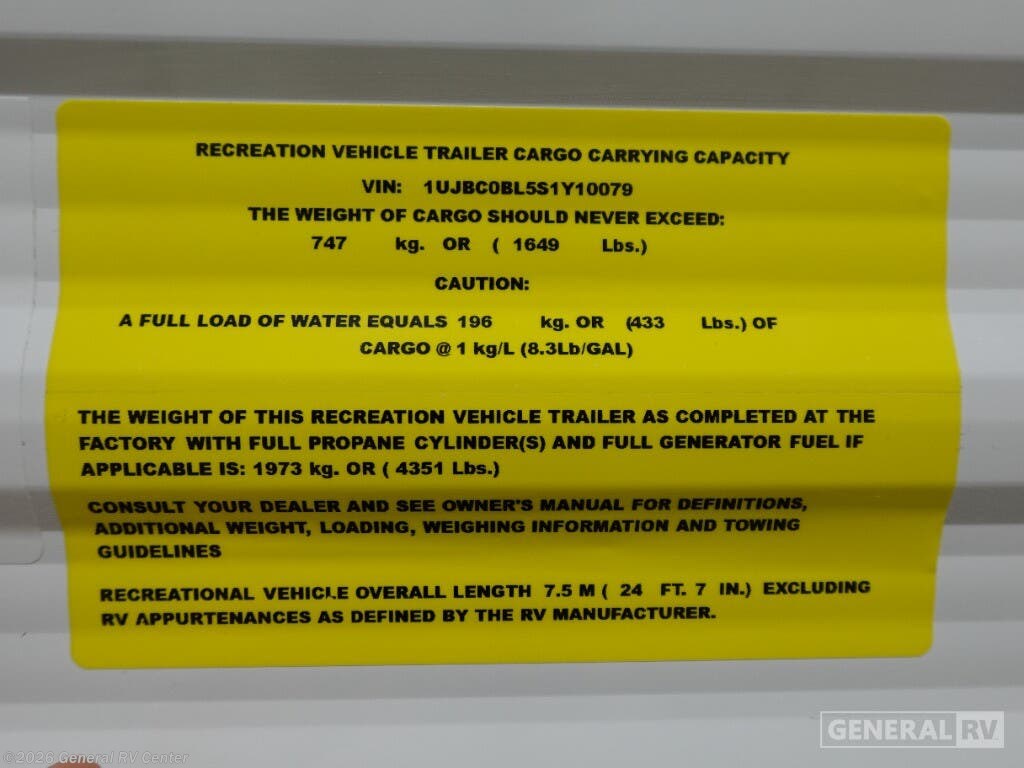 RECREATION VEHICLE TRAILER CARGO CARRYING CAPACITY
VIN: 1UJBC0BL5S1Y10079
THE WEIGHT OF CARGO SHOULD NEVER EXCEED:
747 kg. OR ( 1649 Lbs.)
CAUTION:
A FULL LOAD OF WATER EQUALS 196 kg. OR (433 Lbs.) OF
CARGO @ 1 kg/L (8.3Lb/GAL)
THE WEIGHT OF THIS RECREATION VEHICLE TRAILER AS COMPLETED AT THE
FACTORY WITH FULL PROPANE CYLINDER(S) AND FULL GENERATOR FUEL IF
APPLICABLE IS: 1973 kg. OR ( 4351 Lbs.)
CONSULT YOUR DEALER AND SEE OWNER'S MANUAL FOR DEFINITIONS,
ADDITIONAL WEIGHT, LOADING, WEIGHING INFORMATION AND TOWING
GUIDELINES
RECREATIONAL VEHICLE OVERALL LENGTH 7.5 M ( 24 FT. 7 IN.) EXCLUDING
RV APPURTENANCES AS DEFINED BY THE RV MANUFACTURER.
GENERAL RV
©2026 General RV Center